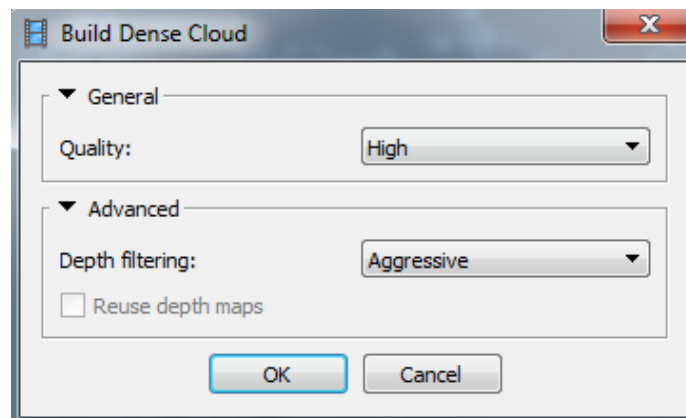 Build Dense Cloud
General
Quality: High
Advanced
Depth filtering: Aggressive
Reuse depth maps
OK Cancel